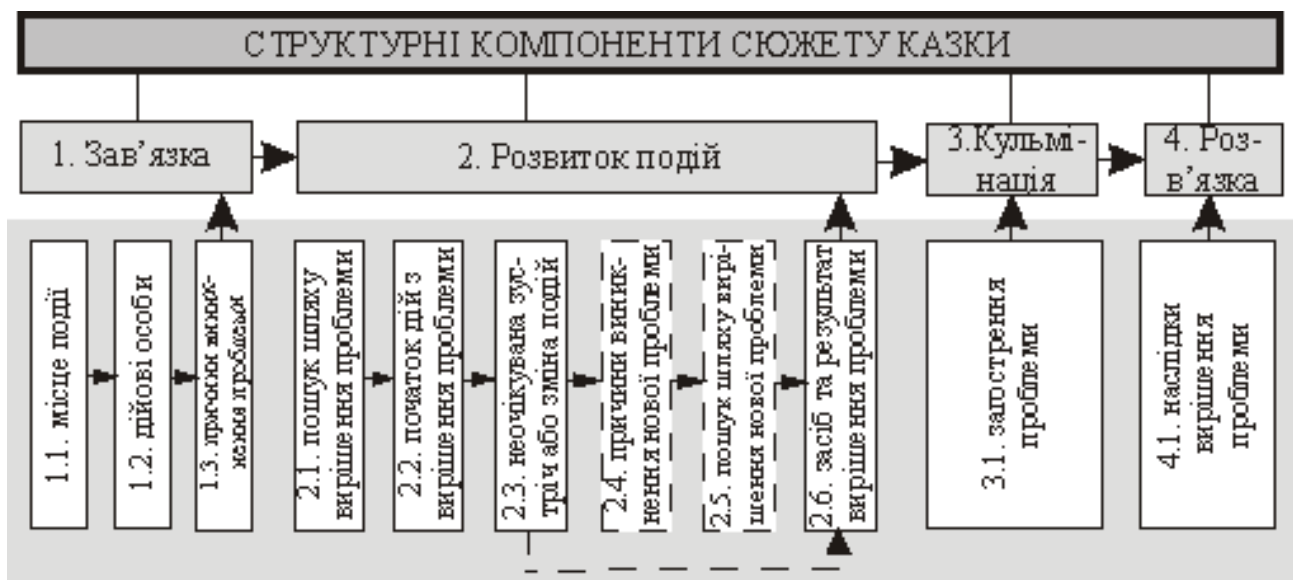 СТРУКТУРНІ КОМПОНЕНТИ СЮЖЕТУ КАЗКИ
1. Зав’язка
2. Розвиток подій
3.Кульмі-
нація
4. Роз-
в’язка
1.1. місце події
1.2. дійові особи
1.3. причини виник-
нення проблеми
2.1. пошук шляху
вирішення проблеми
2.2. початок дій з
вирішення проблеми
2.3. неочікувана зус-
тріч або зміна подій
2.4. причини виник-
нення нової проблеми
2.5. пошук шляху вирі-
шення нової проблеми
2.6. засіб та результат
вирішення проблеми
3.1. загострення
проблеми
4.1. наслідки
вирішення
проблеми